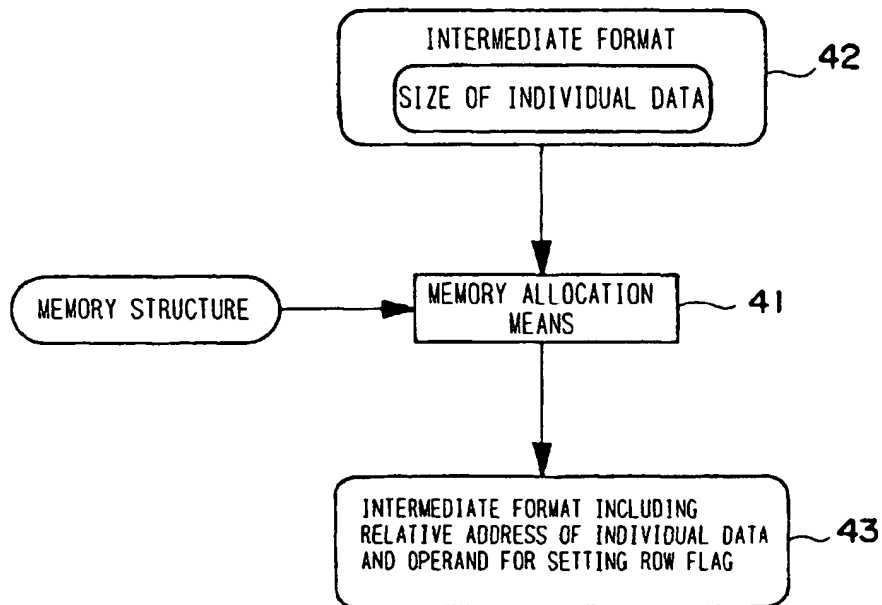 INTERMEDIATE FORMAT
42
SIZE OF INDIVIDUAL DATA
MEMORY STRUCTURE
MEMORY ALLOCATION
MEANS
41
INTERMEDIATE FORMAT INCLUDING
RELATIVE ADDRESS OF INDIVIDUAL DATA
AND OPERAND FOR SETTING ROW FLAG
43